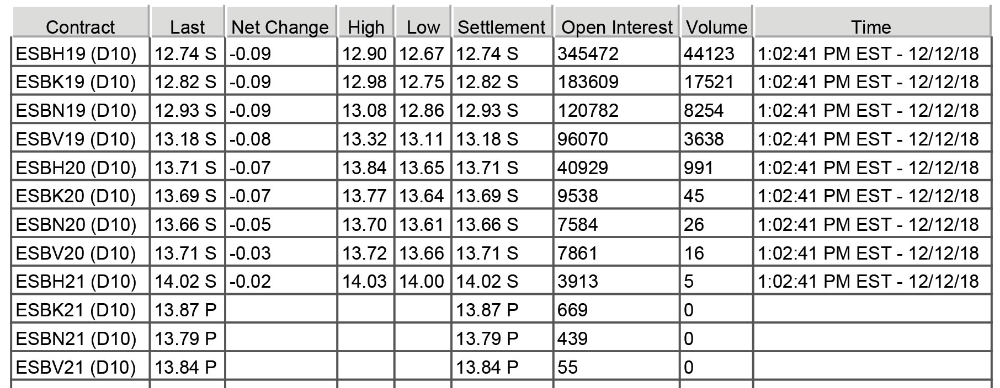 Contract Last Net Change High Low Settlement Open Interest Volume Time
ESBH19 (D10) 12.74 S -0.09 12.90 12.67 12.74 S 345472 44123 1:02:41 PM EST - 12/12/18
ESBK19 (D10) 12.82 S -0.09 12.98 12.75 12.82 S 183609 17521 1:02:41 PM EST - 12/12/18
ESBN19 (D10) 12.93 S -0.09 13.08 12.86 12.93 S 120782 8254 1:02:41 PM EST - 12/12/18
ESBV19 (D10) 13.18 S -0.08 13.32 13.11 13.18 S 96070 3638 1:02:41 PM EST - 12/12/18
ESBH20 (D10) 13.71 S -0.07 13.84 13.65 13.71 S 40929 991 1:02:41 PM EST - 12/12/18
ESBK20 (D10) 13.69 S -0.07 13.77 13.64 13.69 S 9538 45 1:02:41 PM EST - 12/12/18
ESBN20 (D10) 13.66 S -0.05 13.70 13.61 13.66 S 7584 26 1:02:41 PM EST - 12/12/18
ESBV20 (D10) 13.71 S -0.03 13.72 13.66 13.71 S 7861 16 1:02:41 PM EST - 12/12/18
ESBH21 (D10) 14.02 S -0.02 14.03 14.00 14.02 S 3913 5 1:02:41 PM EST - 12/12/18
ESBK21 (D10) 13.87 P 13.87 P 669 0
ESBN21 (D10) 13.79 P 13.79 P 439 0
ESBV21 (D10) 13.84 P 13.84 P 55 0